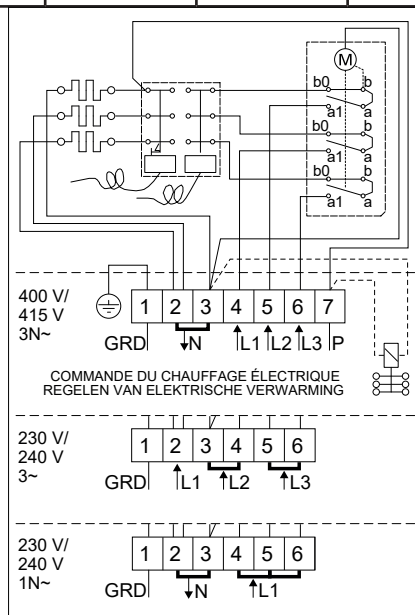 M
b0 b
a1 a
b0 b
a1 a
b0 b
a1 a
400 V/
415 V
3N~
1 2 3 4 5 6 7
GRD N L1 L2 L3 P
COMMANDE DU CHAUFFAGE ÉLECTRIQUE
REGELEN VAN ELEKTRISCHE VERWARMING
230 V/
240 V
3~
1 2 3 4 5 6
GRD L1 L2 L3
230 V/
240 V
1N~
1 2 3 4 5 6
GRD N L1